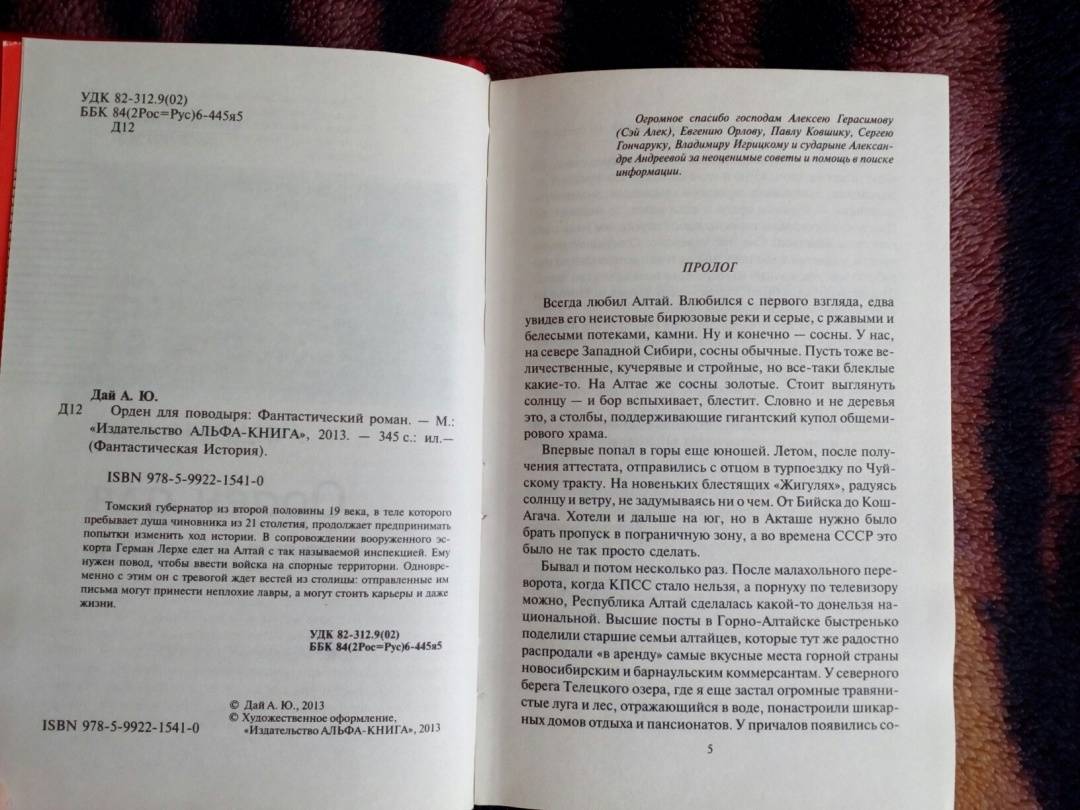 УДК 82-312.9(02)
ББК 84(2Рос=Рус)6-445я5
Д12
Дай А. Ю.
Д12 Орден для поводыря: Фантастический роман. — М.:
«Издательство АЛЬФА-КНИГА», 2013. — 345 с.: ил.—
(Фантастическая История).
ISBN 978-5-9922-1541-0
Томский губернатор из второй половины 19 века, в теле которого
пребывает душа чиновника из 21 столетия, продолжает предпринимать
попытки изменить ход истории. В сопровождении вооруженного эс-
корта Герман Лерхе едет на Алтай с так называемой инспекцией. Ему
нужен повод, чтобы ввести войска на спорные территории. Одновре-
менно с этим он с тревогой ждет вестей из столицы: отправленные им
письма могут принести неплохие лавры, а могут стоить карьеры и даже
жизни.
УДК 82-312.9(02)
ББК 84(2Рос=Рус)6-445я5
© Дай А. Ю., 2013
© Художественное оформление,
«Издательство АЛЬФА-КНИГА», 2013
ISBN 978-5-9922-1541-0
Огромное спасибо господам Алексею Герасимову
(Сэй Алек), Евгению Орлову, Павлу Ковшику, Сергею
Гончаруку, Владимиру Игрицкому и сударине Алексан-
дре Андреевой за неоценимые советы и помощь в поиске
информации.
ПРОЛОГ
Всегда любил Алтай. Влюбился с первого взгляда, едва
увидев его неистовые бирюзовые реки и серые, с ржавыми и
белесыми потеками, камни. Ну и конечно — сосны. У нас,
на севере Западной Сибири, сосны обычные. Пусть тоже ве-
личественные, кучерявые и стройные, но все-таки блеклые
какие-то. На Алтае же сосны золотые. Стоит выглянуть
солнцу — и бор вспыхивает, блестит. Словно и не деревья
это, а столбы, поддерживающие гигантский купол общеми-
рового храма.
Впервые попал в горы еще юношей. Летом, после полу-
чения аттестата, отправились с отцом в турпоездку по Чуй-
скому тракту. На новеньких блестящих «Жигулях», радуясь
солнцу и ветру, не задумываясь ни о чем. От Бийска до Кош-
Агача. Хотели и дальше на юг, но в Акташе нужно было
брать пропуск в пограничную зону, а во времена СССР это
было не так просто сделать.
Бывал и потом несколько раз. После малахольного пере-
ворота, когда КПСС стало нельзя, а порнуху по телевизору
можно, Республика Алтай сделалась какой-то донельзя на-
циональной. Высшие посты в Горно-Алтайске быстренько
поделили старшие семьи алтайцев, которые тут же радостно
распродали «в аренду» самые вкусные места горной страны
новосибирским и барнаульским коммерсантам. У северного
берега Телецкого озера, где я еще застал огромные травяни-
стые луга и лес, отражающийся в воде, понастроили шикар-
ных домов отдыха и пансионатов. У причалов появились со-
5